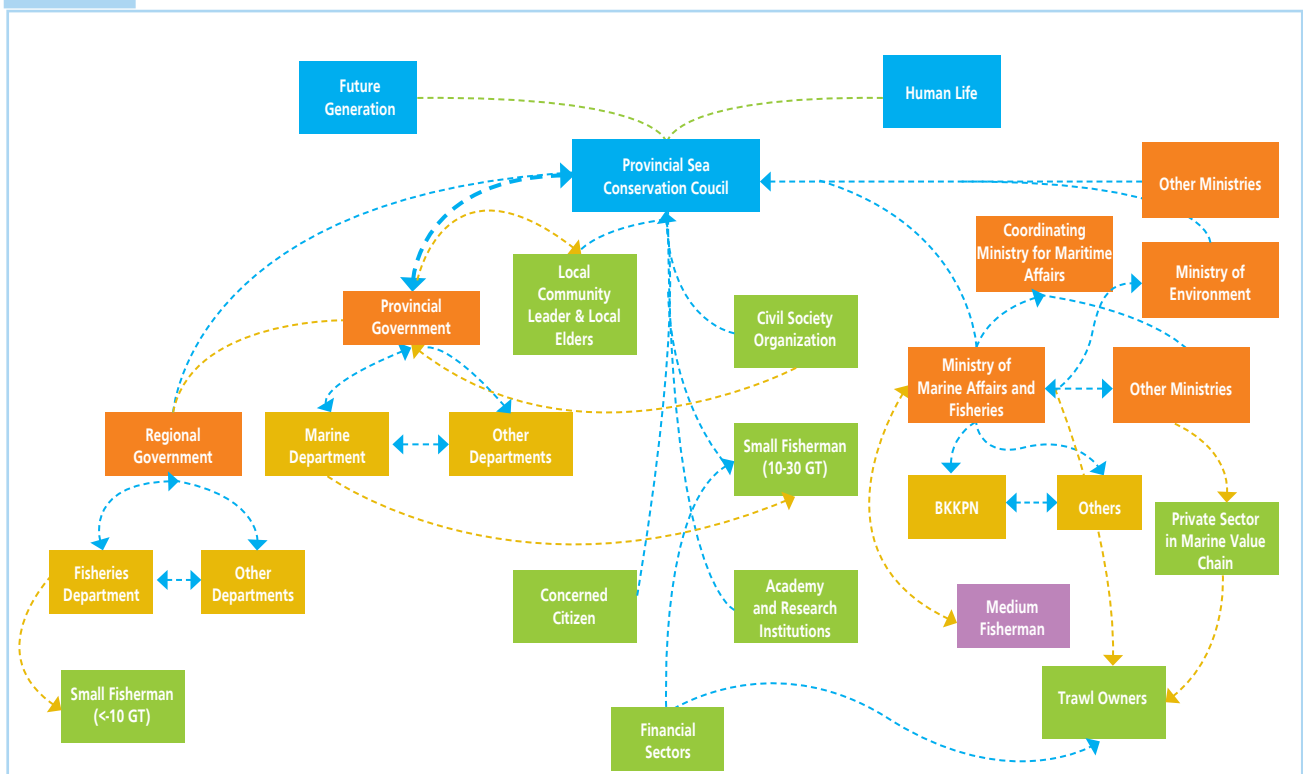 Future
Generation
Human Life
Provincial Sea
Conservation Coucil
Other Ministries
Coordinating
Ministry for Maritime
Affairs
Ministry of
Environment
Local
Community
Leader & Local
Elders
Provincial
Government
Civil Society
Organization
Ministry of
Marine Affairs and
Fisheries
Other Ministries
Regional
Government
Marine
Department
Other
Departments
Small Fisherman
(10-30 GT)
BKKPN
Others
Private Sector
in Marine Value
Chain
Fisheries
Department
Other
Departments
Concerned
Citizen
Academy
and Research
Institutions
Medium
Fisherman
Small Fisherman
(<-10 GT)
Trawl Owners
Financial
Sectors